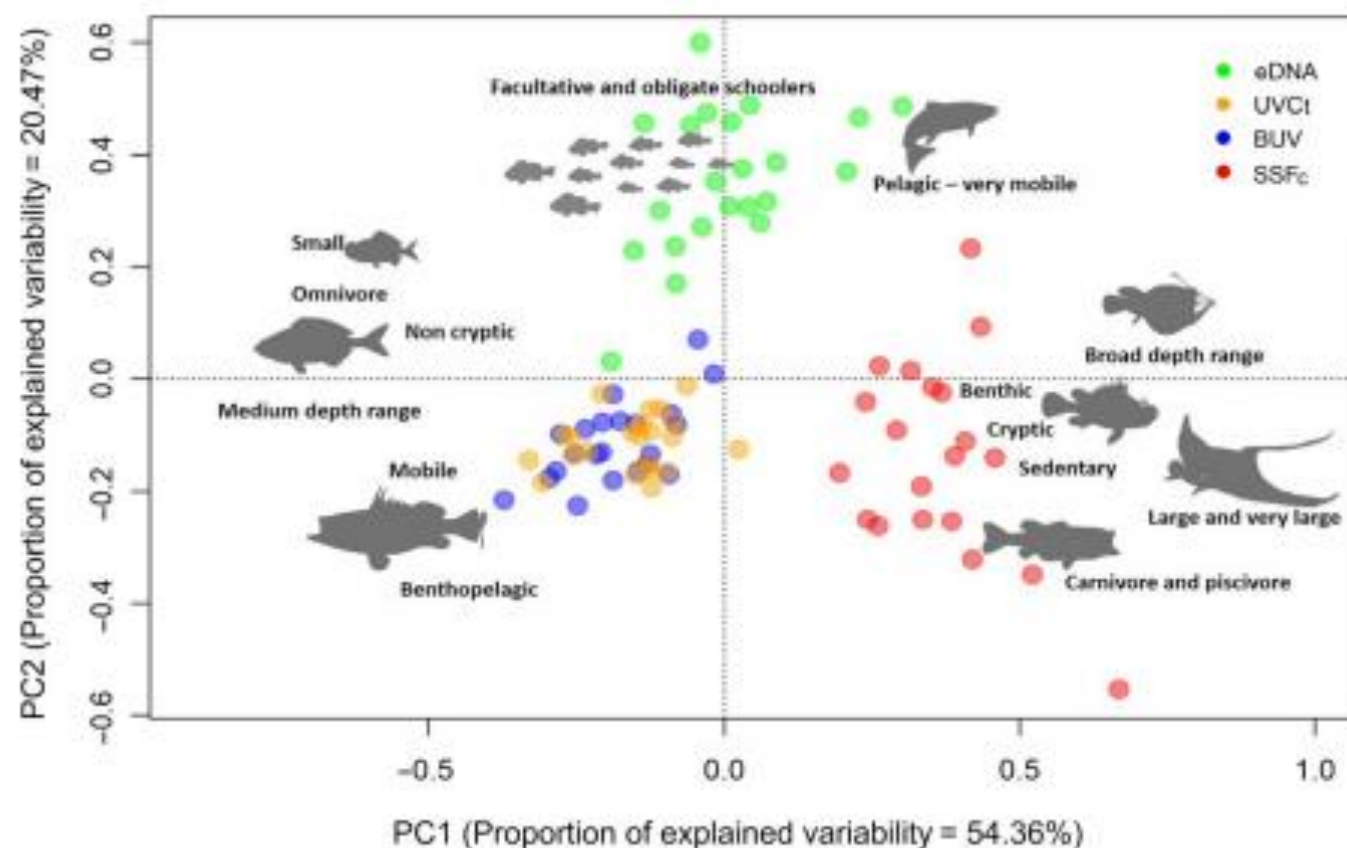 PC2 (Proportion of explained variability = 20.47%)
0.6
0.4
0.2
0.0
−0.2
−0.4
−0.6
Facultative and obligate schoolers
eDNA
UVCt
BUV
SSFc
Pelagic – very mobile
Small
Omnivore
Non cryptic
Broad depth range
Medium depth range
Benthic
Cryptic
Sedentary
Mobile
Large and very large
Benthopelagic
Carnivore and piscivore
−0.5
0.0
0.5
1.0
PC1 (Proportion of explained variability = 54.36%)